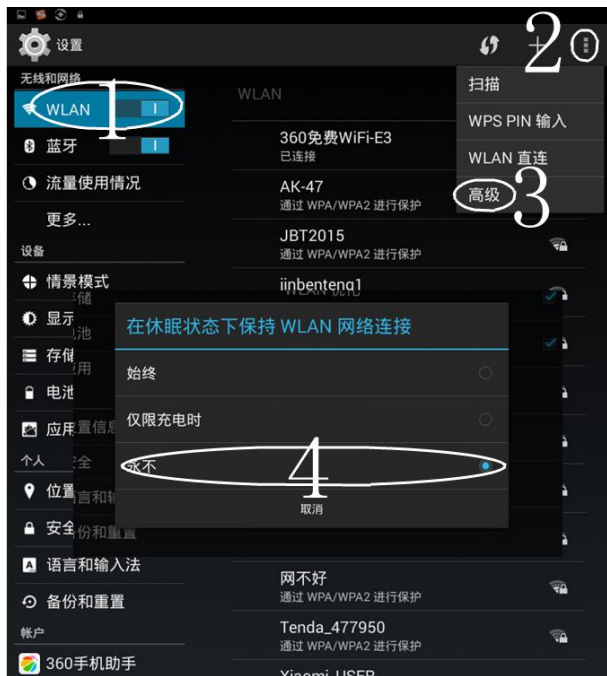 设置
2
无线和网络
WLAN
1
蓝牙
流量使用情况
更多...
设备
情景模式
显示
存储
电池
应用
个人
位置
安全
语言和输入法
备份和重置
帐户
360手机助手
WLAN
360免费WiFi-E3
已连接
AK-47
通过 WPA/WPA2 进行保护
JBT2015
通过 WPA/WPA2 进行保护
jinbenteng1
WLAN 优化
扫描
WPS PIN 输入
WLAN 直连
高级
3
在休眠状态下保持 WLAN 网络连接
始终
仅限充电时
永不
4
取消
网不好
通过 WPA/WPA2 进行保护
Tenda_477950
通过 WPA/WPA2 进行保护
Xiaomi_USER